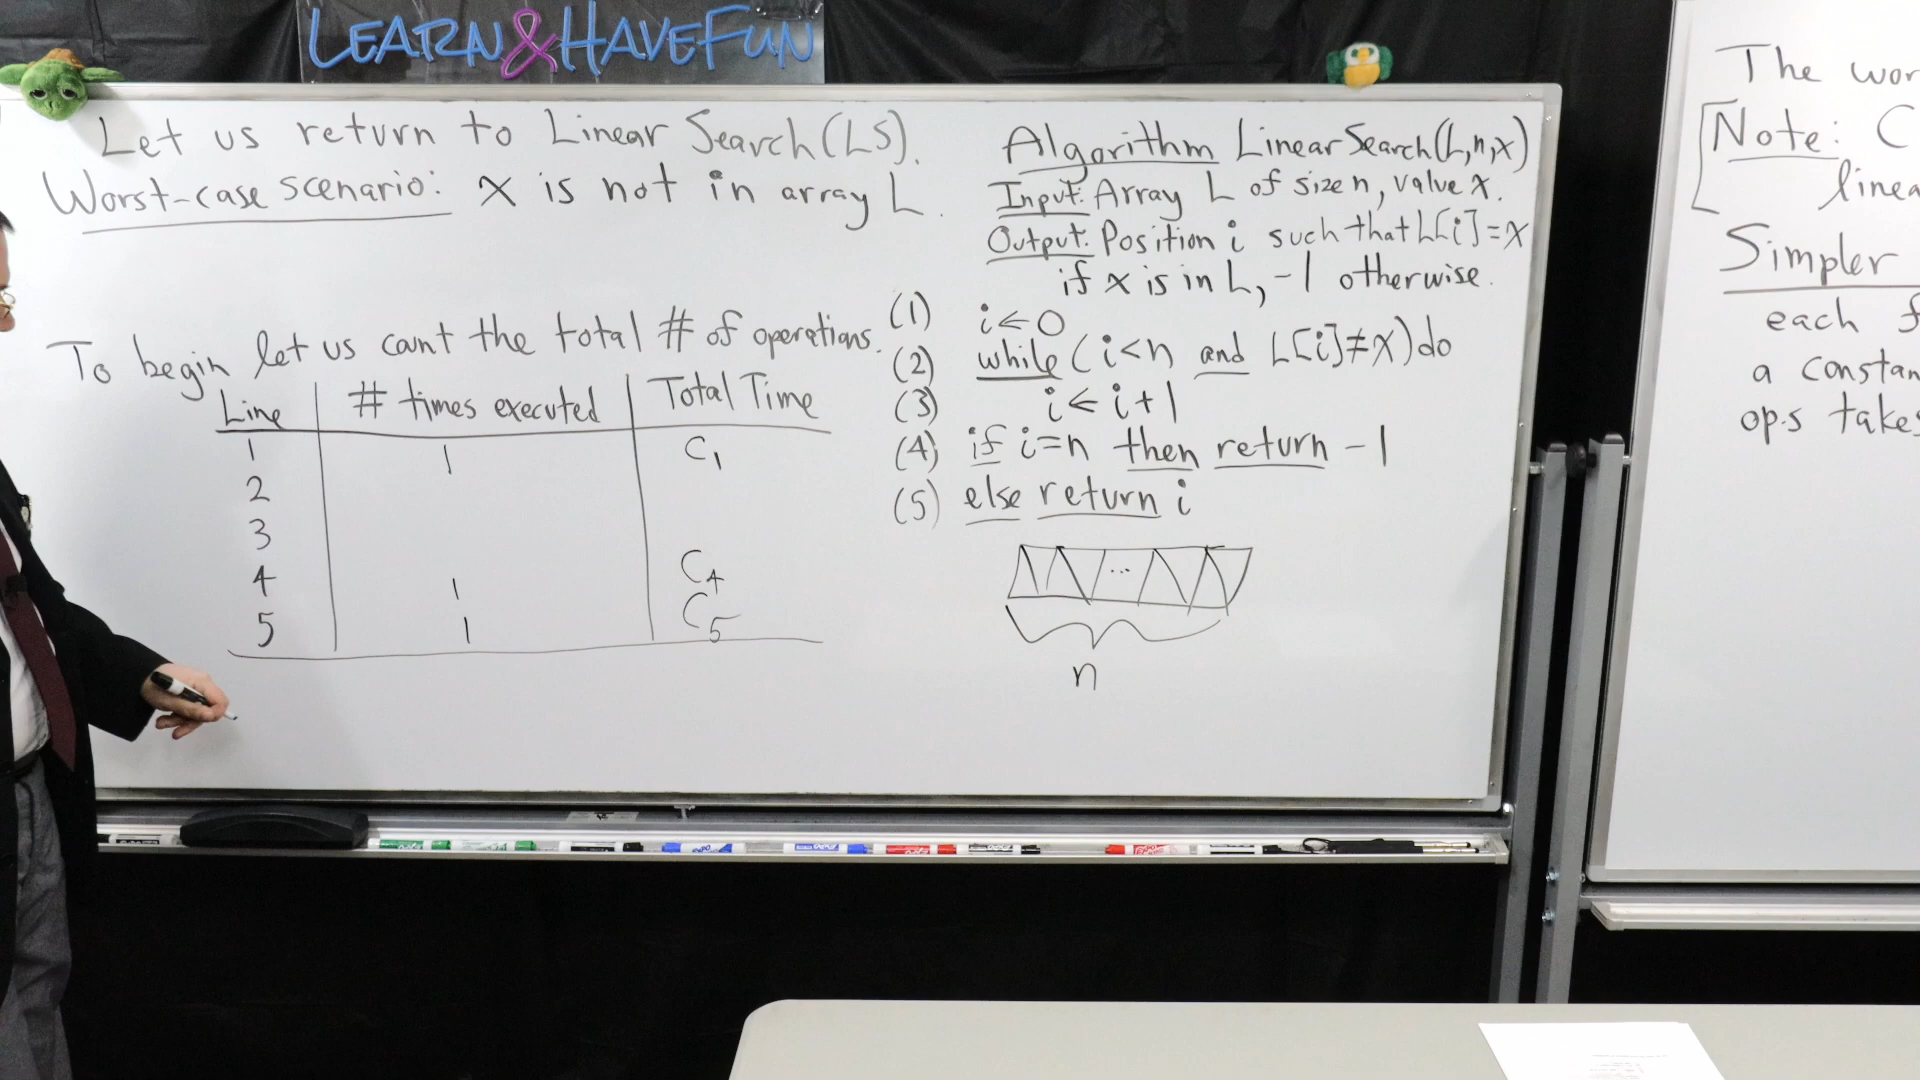 LEARN&HAVEFUN
Let us return to Linear Search (LS).
Worst-case scenario: x is not in array L.
To begin let us count the total # of operations.
Line # times executed Total Time
1 1 C1
2
3
4 1 C4
5 1 C5
Algorithm LinearSearch(L,n,x)
Input: Array L of size n, value x.
Output: Position i such that L[i]=x
if x is in L, -1 otherwise.
(1) i←0
(2) while (i<n and L[i]≠x) do
(3) i←i+1
(4) if i=n then return -1
(5) else return i
...
n
The wor
Note: C
linea
Simpler
each f
a constan
ops takes